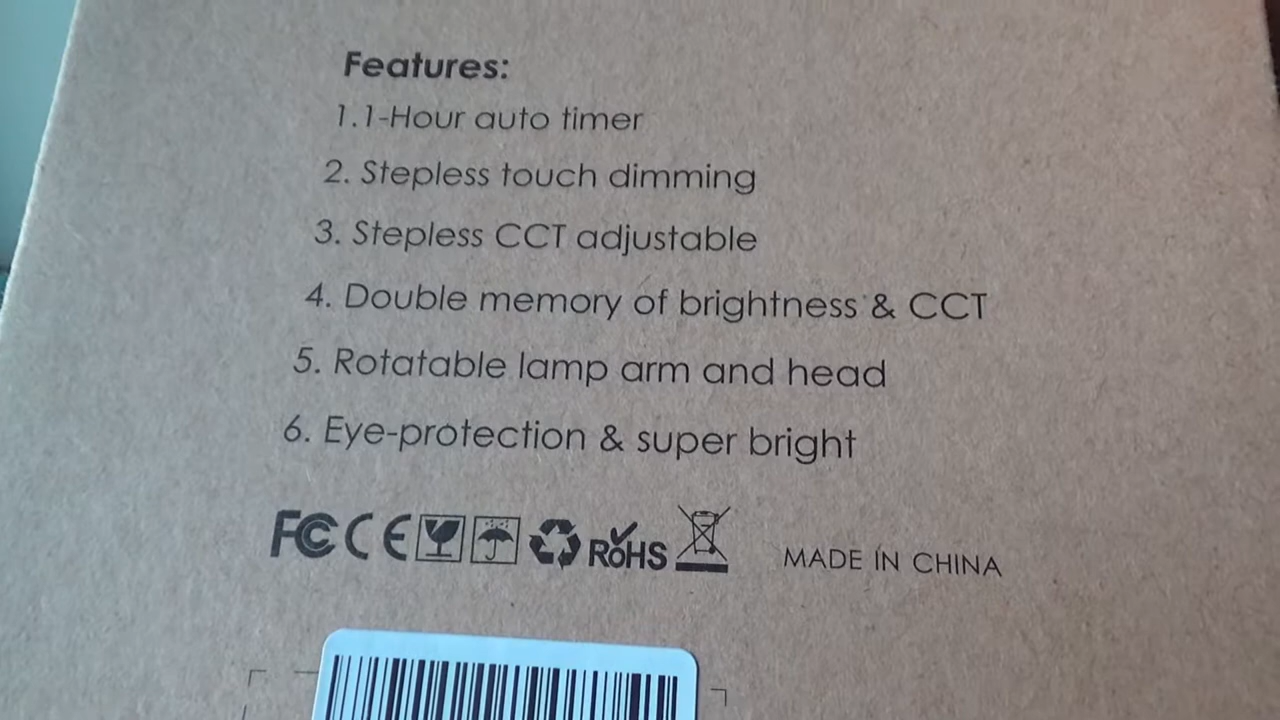 Features:
1.1-Hour auto timer
2. Stepless touch dimming
3. Stepless CCT adjustable
4. Double memory of brightness & CCT
5. Rotatable lamp arm and head
6. Eye-protection & super bright
FC CE RoHS MADE IN CHINA